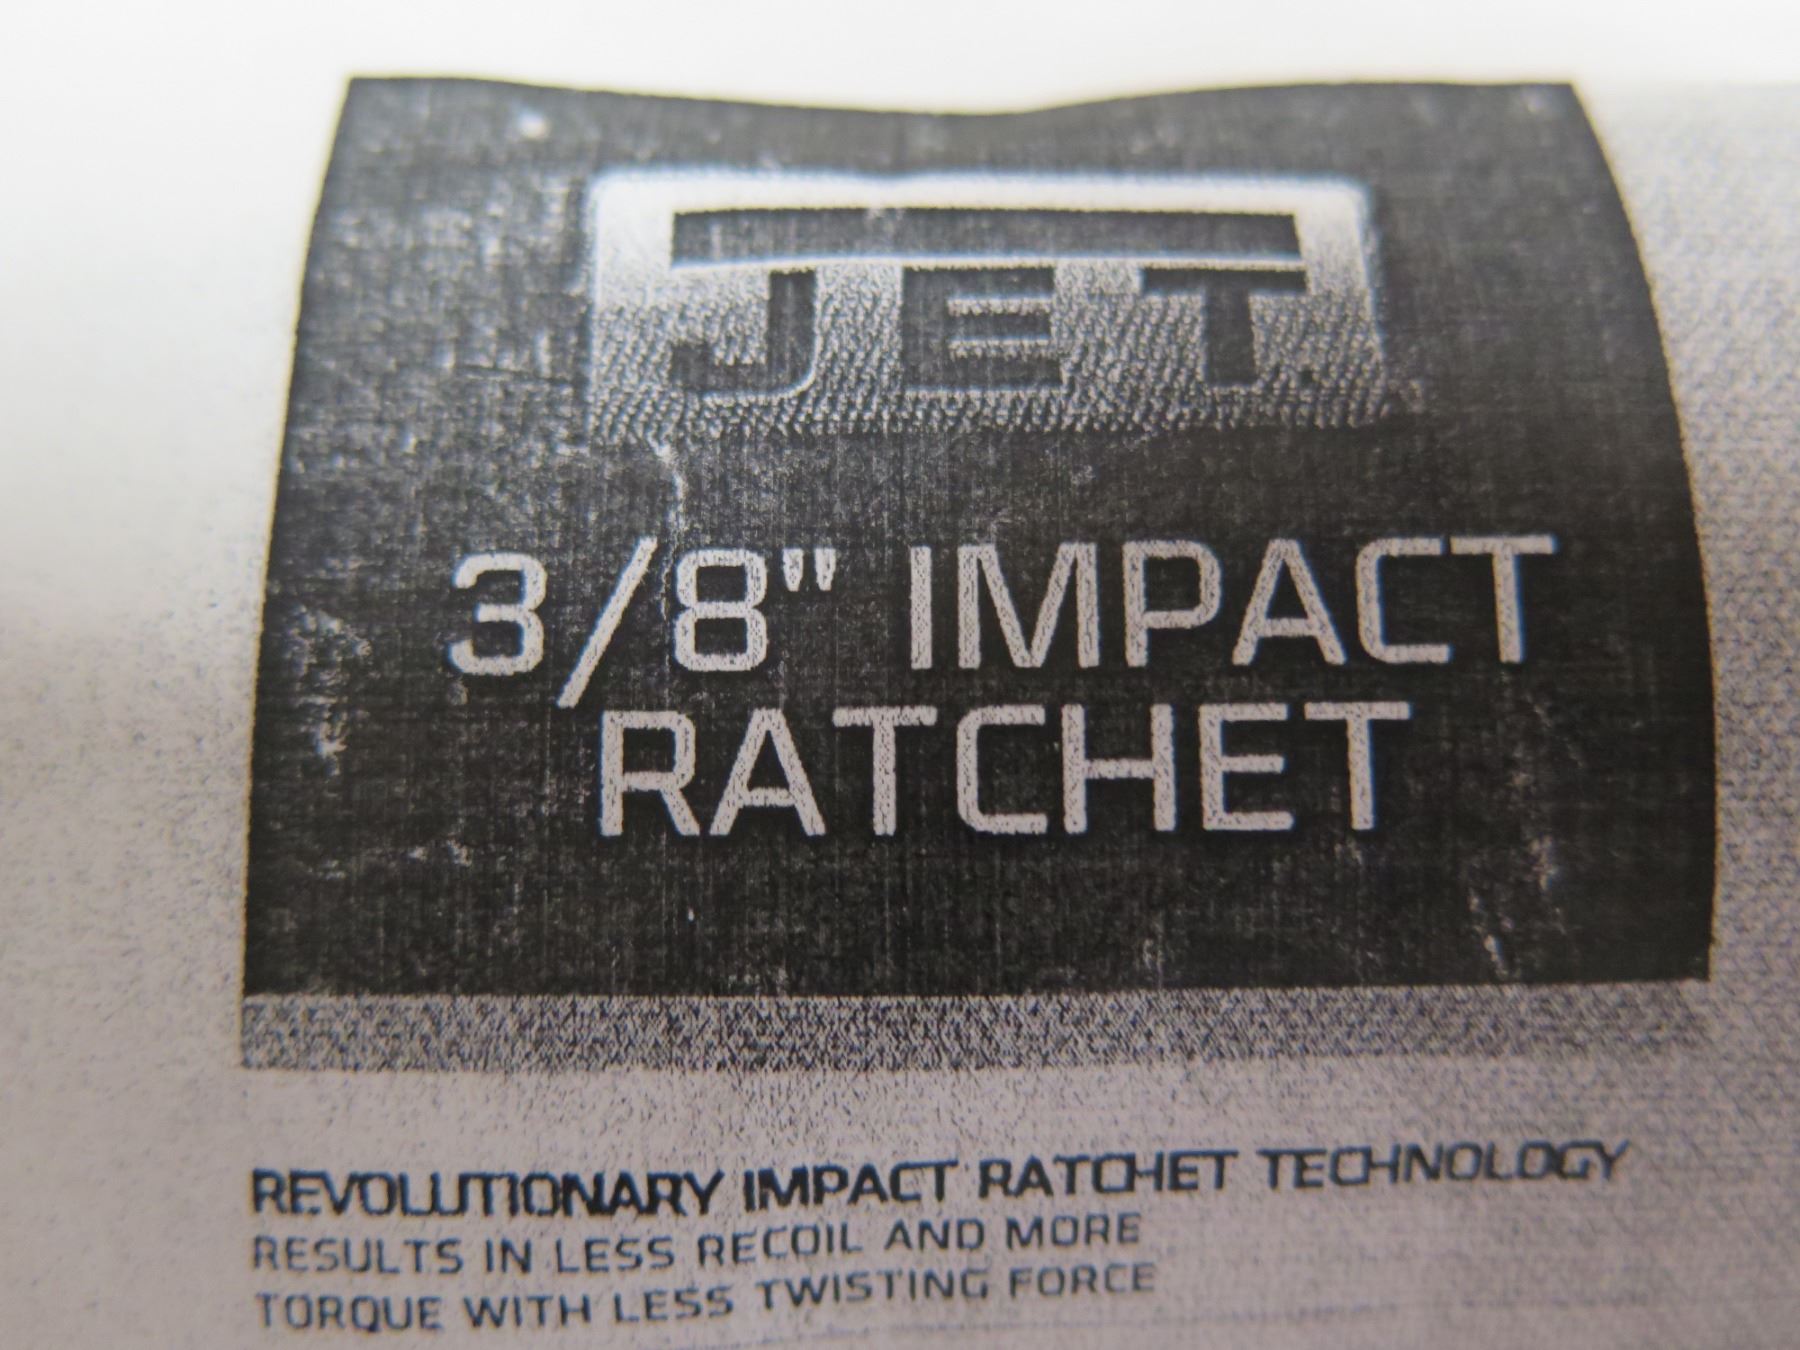 JET
3/8" IMPACT
RATCHET
REVOLUTIONARY IMPACT RATCHET TECHNOLOGY
RESULTS IN LESS RECOIL AND MORE
TORQUE WITH LESS TWISTING FORCE